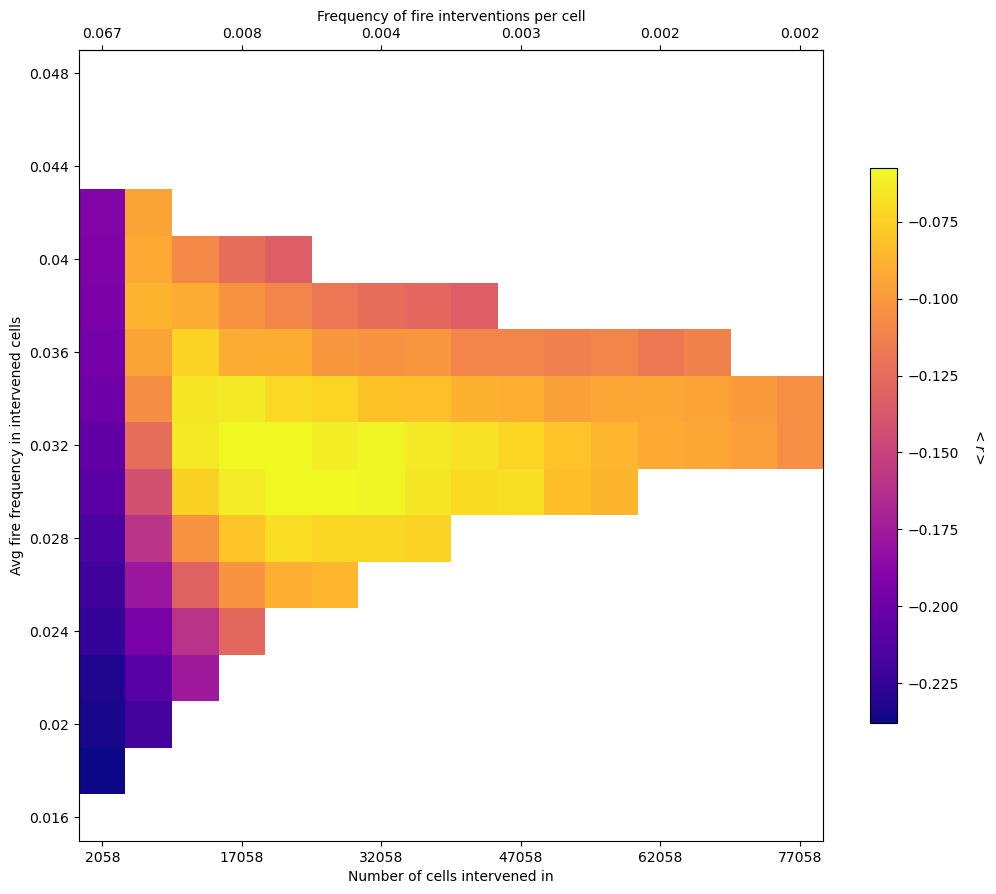 Frequency of fire interventions per cell
0.067 0.008 0.004 0.003 0.002 0.002
0.048
0.044
0.04
0.036
0.032
0.028
0.024
0.02
0.016
Avg fire frequency in intervened cells
2058 17058 32058 47058 62058 77058
Number of cells intervened in
−0.075
−0.100
−0.125
−0.150
−0.175
−0.200
−0.225
<r>